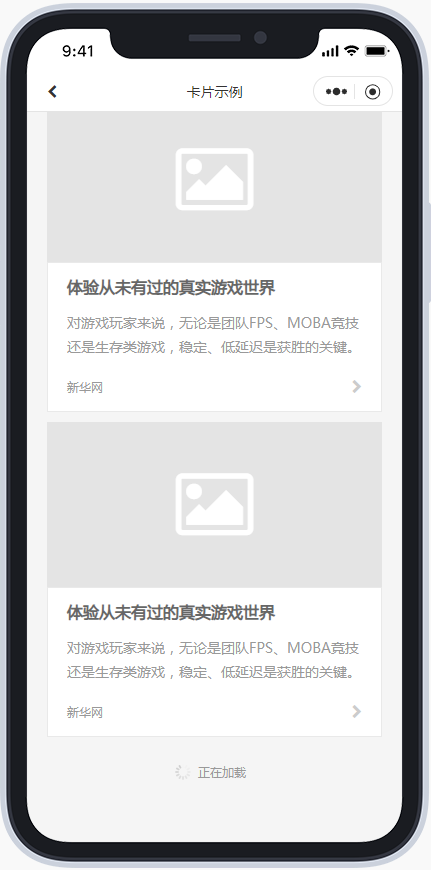 9:41
卡片示例
体验从未有过的真实游戏世界
对游戏玩家来说，无论是团队FPS、MOBA竞技
还是生存类游戏，稳定、低延迟是获胜的关键。
新华网
体验从未有过的真实游戏世界
对游戏玩家来说，无论是团队FPS、MOBA竞技
还是生存类游戏，稳定、低延迟是获胜的关键。
新华网
正在加载